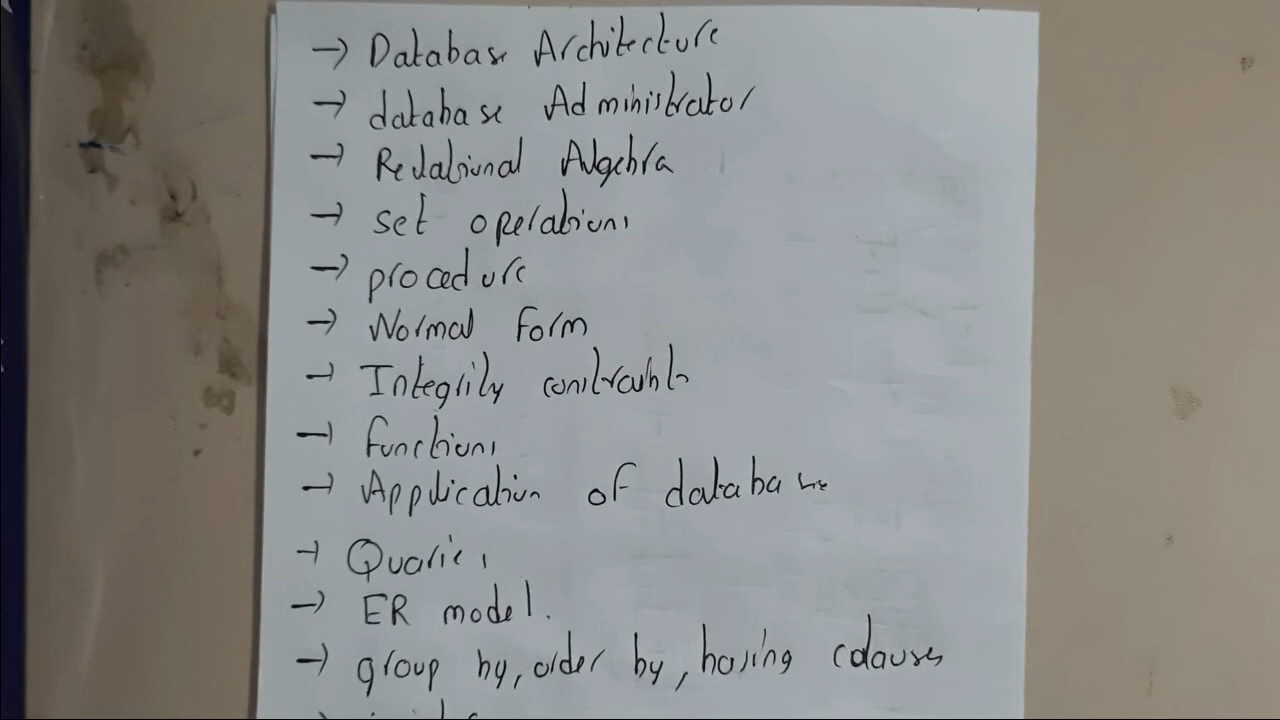 → Database Architecture
→ database Administrator
→ Relational Algebra
→ set operations
→ procedure
→ Normal Form
→ Integrity constraints
→ functions
→ Application of database
→ Quaries
→ ER model.
→ group by, order by, having clauses